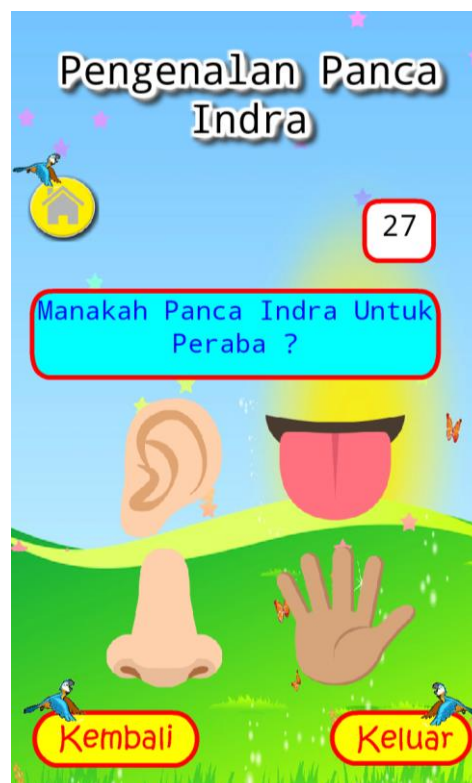 Pengenalan Panca
Indra
27
Manakah Panca Indra Untuk
Peraba ?
Kembali
Keluar